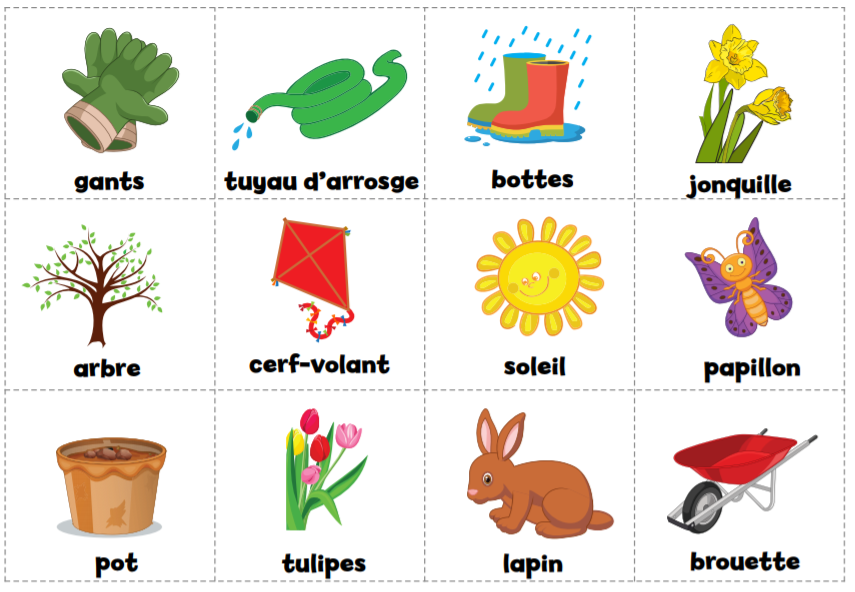 gants
tuyau d'arrosge
bottes
jonquille
arbre
cerf-volant
soleil
papillon
pot
tulipes
lapin
brouette